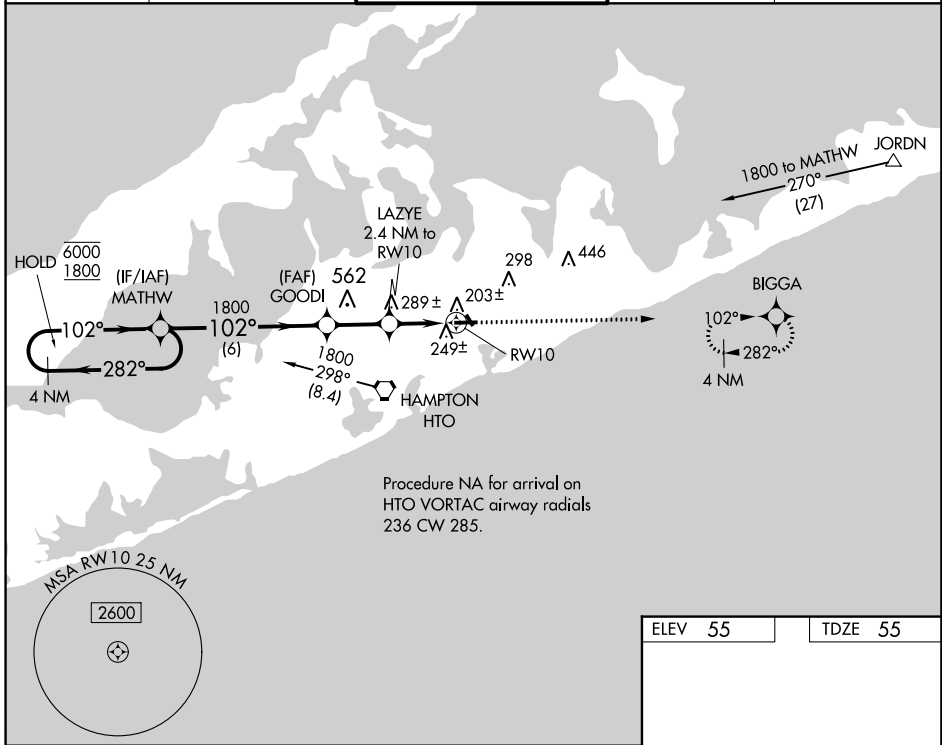 JORDN
1800 to MATHW
270°
(27)
LAZYE
2.4 NM to
RW10
HOLD
6000
1800
(IF/IAF)
MATHW
(FAF)
GOODI
562
298
446
289 ±
203±
249±
RW10
BIGGA
102°
282°
4 NM
102°
282°
4 NM
1800
102°
(6)
1800
298°
(8.4)
HAMPTON
HTO
Procedure NA for arrival on
HTO VORTAC airway radials
236 CW 285.
MSA RW10 25 NM
2600
ELEV 55
TDZE 55